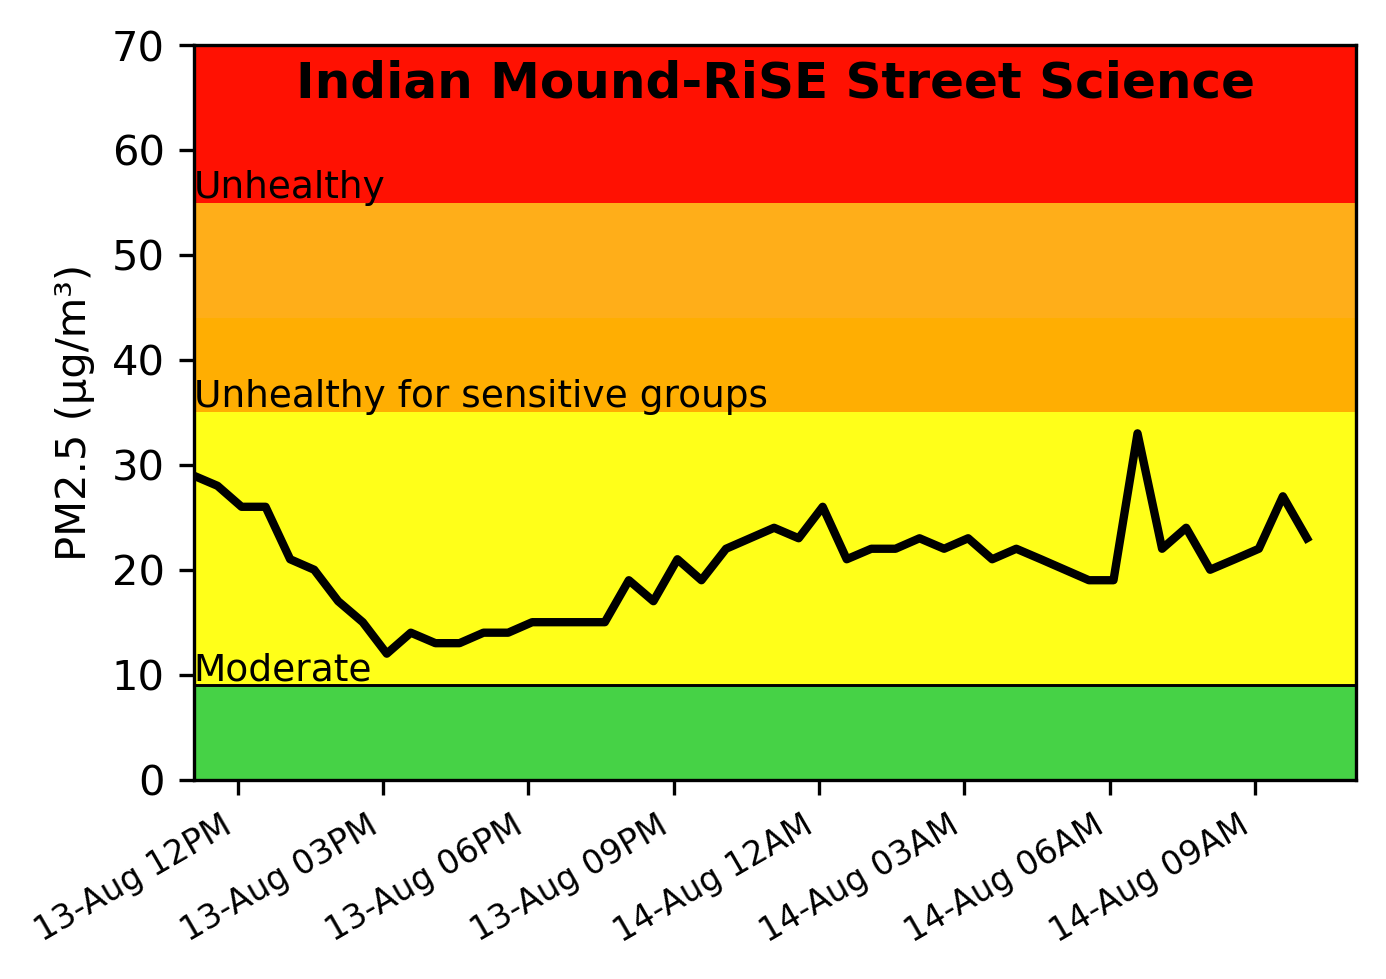 Indian Mound-RiSE Street Science
70
60
Unhealthy
50
40
Unhealthy for sensitive groups
30
20
Moderate
10
0
PM2.5 (µg/m³)
13-Aug 12PM
13-Aug 03PM
13-Aug 06PM
13-Aug 09PM
14-Aug 12AM
14-Aug 03AM
14-Aug 06AM
14-Aug 09AM